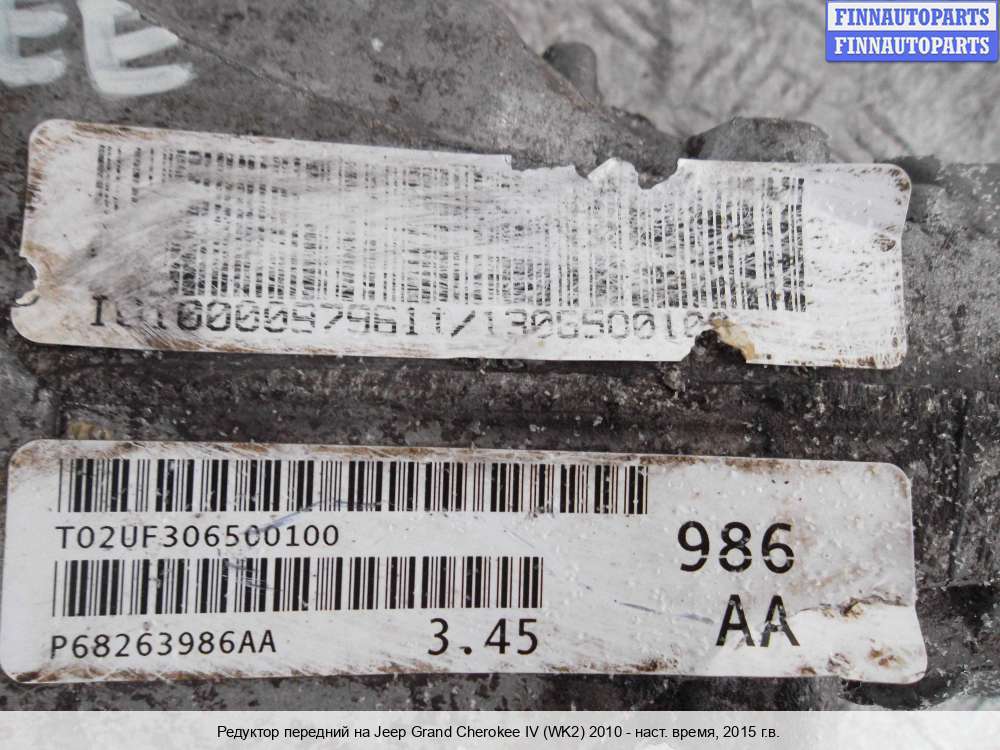 EE
FINNAUTOPARTS
FINNAUTOPARTS
T02UF306500100
986
P68263986AA
3.45
AA
Редуктор передний на Jeep Grand Cherokee IV (WK2) 2010 - наст. время, 2015 г.в.